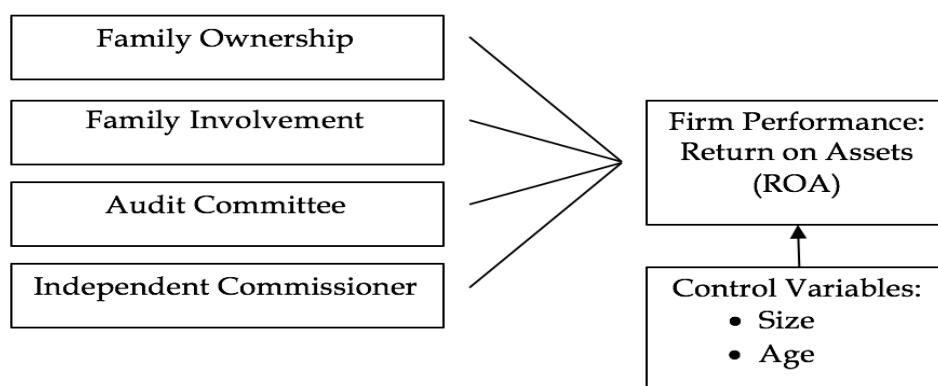 Family Ownership
Family Involvement
Audit Committee
Independent Commissioner
Firm Performance:
Return on Assets
(ROA)
Control Variables:
• Size
• Age